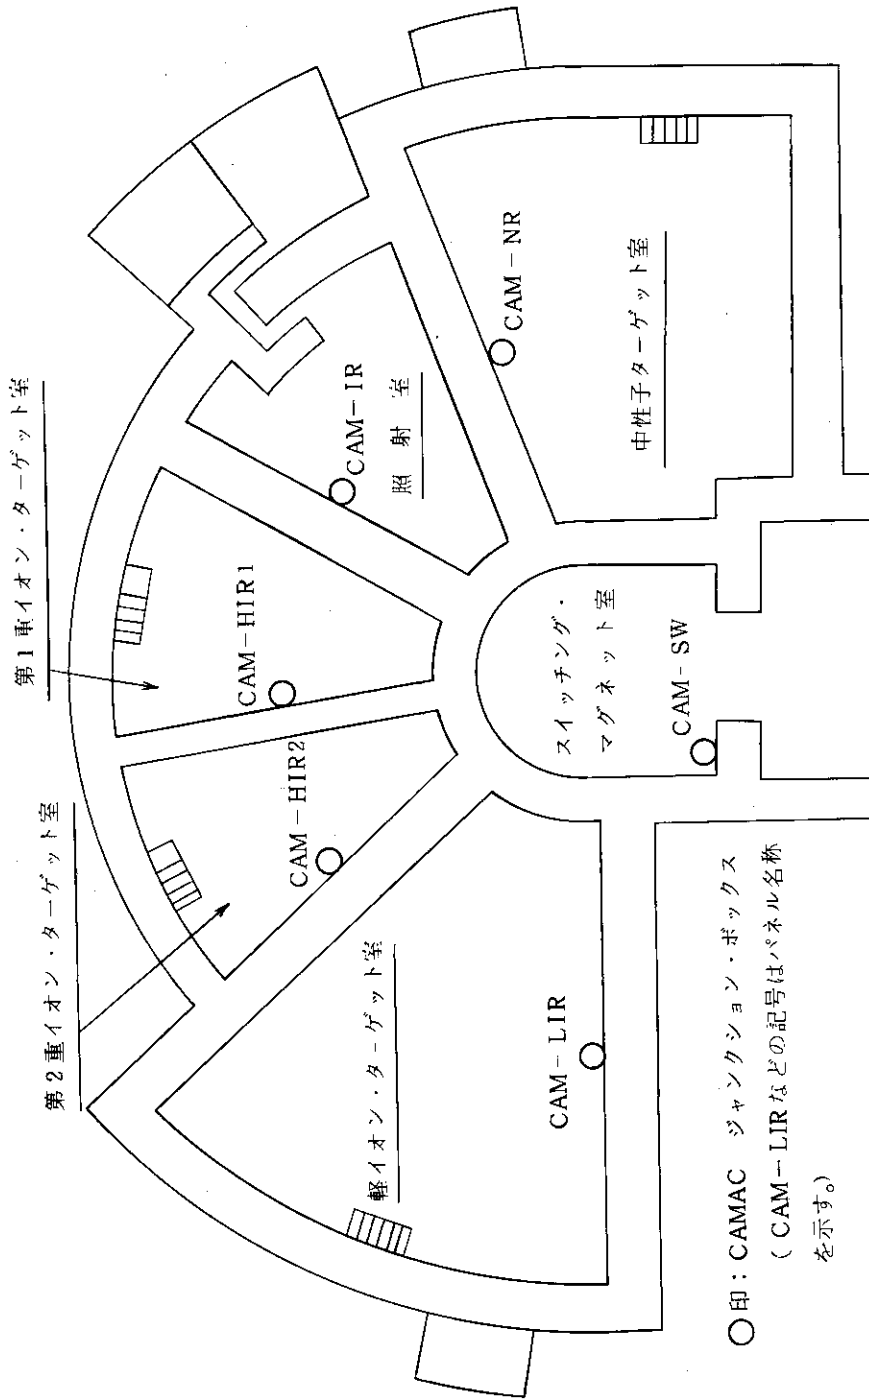 第1重イオン・ターゲット室
第2重イオン・ターゲット室
CAM-HIR1
CAM-HIR2
CAM-IR
照射室
CAM-NR
中性子ターゲット室
スイッチング・
マグネット室
CAM-SW
軽イオン・ターゲット室
CAM-LIR
○印：CAMAC ジャンクション・ボックス
（CAM-LIRなどの記号はパネル名称
を示す。）